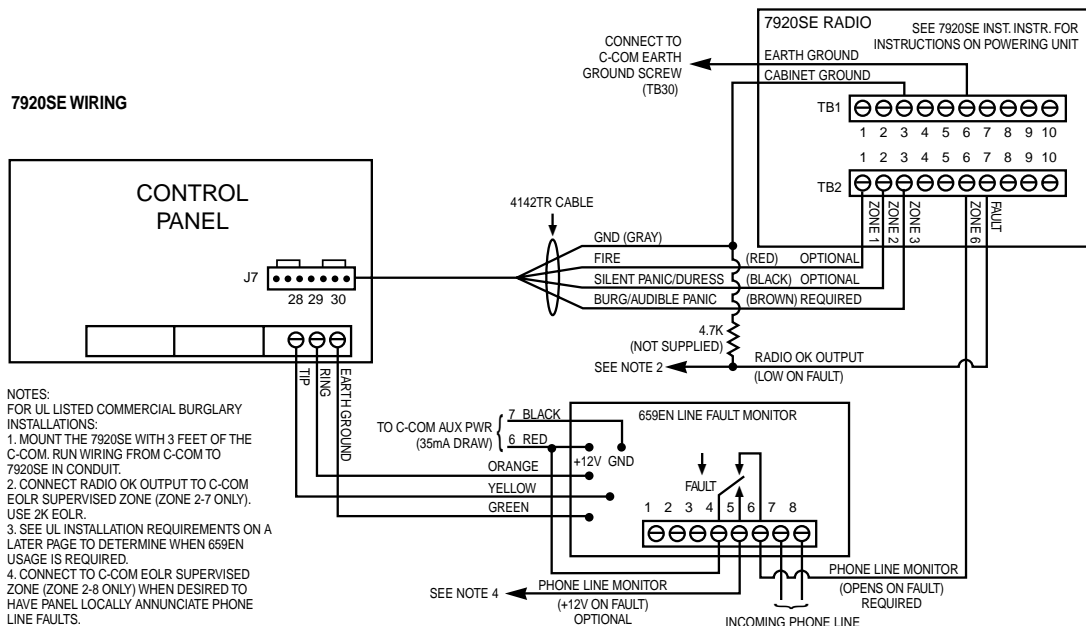 7920SE WIRING
CONNECT TO
C-COM EARTH
GROUND SCREW
(TB30)
7920SE RADIO
SEE 7920SE INST. INSTR. FOR
INSTRUCTIONS ON POWERING UNIT
EARTH GROUND
CABINET GROUND
TB1
1 2 3 4 5 6 7 8 9 10
1 2 3 4 5 6 7 8 9 10
TB2
ZONE 1
ZONE 2
ZONE 3
ZONE 6
FAULT
CONTROL
PANEL
J7
28 29 30
TIP
RING
EARTH GROUND
4142TR CABLE
GND (GRAY)
FIRE (RED) OPTIONAL
SILENT PANIC/DURESS (BLACK) OPTIONAL
BURG/AUDIBLE PANIC (BROWN) REQUIRED
4.7K
(NOT SUPPLIED)
SEE NOTE 2
RADIO OK OUTPUT
(LOW ON FAULT)
NOTES:
FOR UL LISTED COMMERCIAL BURGLARY
INSTALLATIONS:
1. MOUNT THE 7920SE WITH 3 FEET OF THE
C-COM. RUN WIRING FROM C-COM TO
7920SE IN CONDUIT.
2. CONNECT RADIO OK OUTPUT TO C-COM
EOLR SUPERVISED ZONE (ZONE 2-7 ONLY).
USE 2K EOLR.
3. SEE UL INSTALLATION REQUIREMENTS ON A
LATER PAGE TO DETERMINE WHEN 659EN
USAGE IS REQUIRED.
4. CONNECT TO C-COM EOLR SUPERVISED
ZONE (ZONE 2-8 ONLY) WHEN DESIRED TO
HAVE PANEL LOCALLY ANNUNCIATE PHONE
LINE FAULTS.
TO C-COM AUX PWR
(35mA DRAW)
7 BLACK
6 RED
ORANGE
YELLOW
GREEN
659EN LINE FAULT MONITOR
+12V GND
FAULT
1 2 3 4 5 6 7 8
SEE NOTE 4
PHONE LINE MONITOR
(+12V ON FAULT)
OPTIONAL
PHONE LINE MONITOR
(OPENS ON FAULT)
REQUIRED
INCOMING PHONE LINE